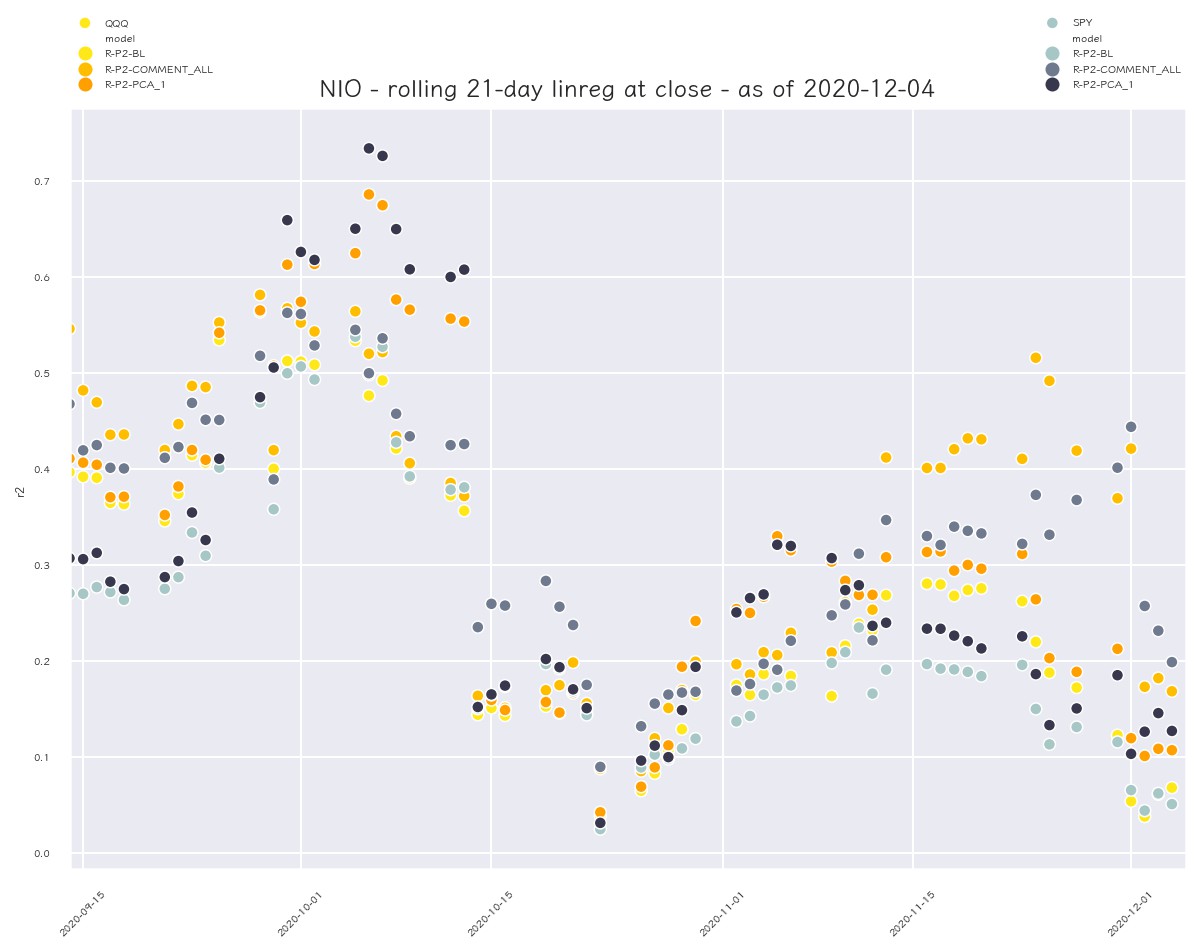 QQQ
model
R-P2-BL
R-P2-COMMENT_ALL
R-P2-PCA_1
SPY
model
R-P2-BL
R-P2-COMMENT_ALL
R-P2-PCA_1
NIO - rolling 21-day linreg at close - as of 2020-12-04
0.7
0.6
0.5
0.4
0.3
0.2
0.1
0.0
r2
2020-09-15
2020-10-01
2020-10-15
2020-11-01
2020-11-15
2020-12-01